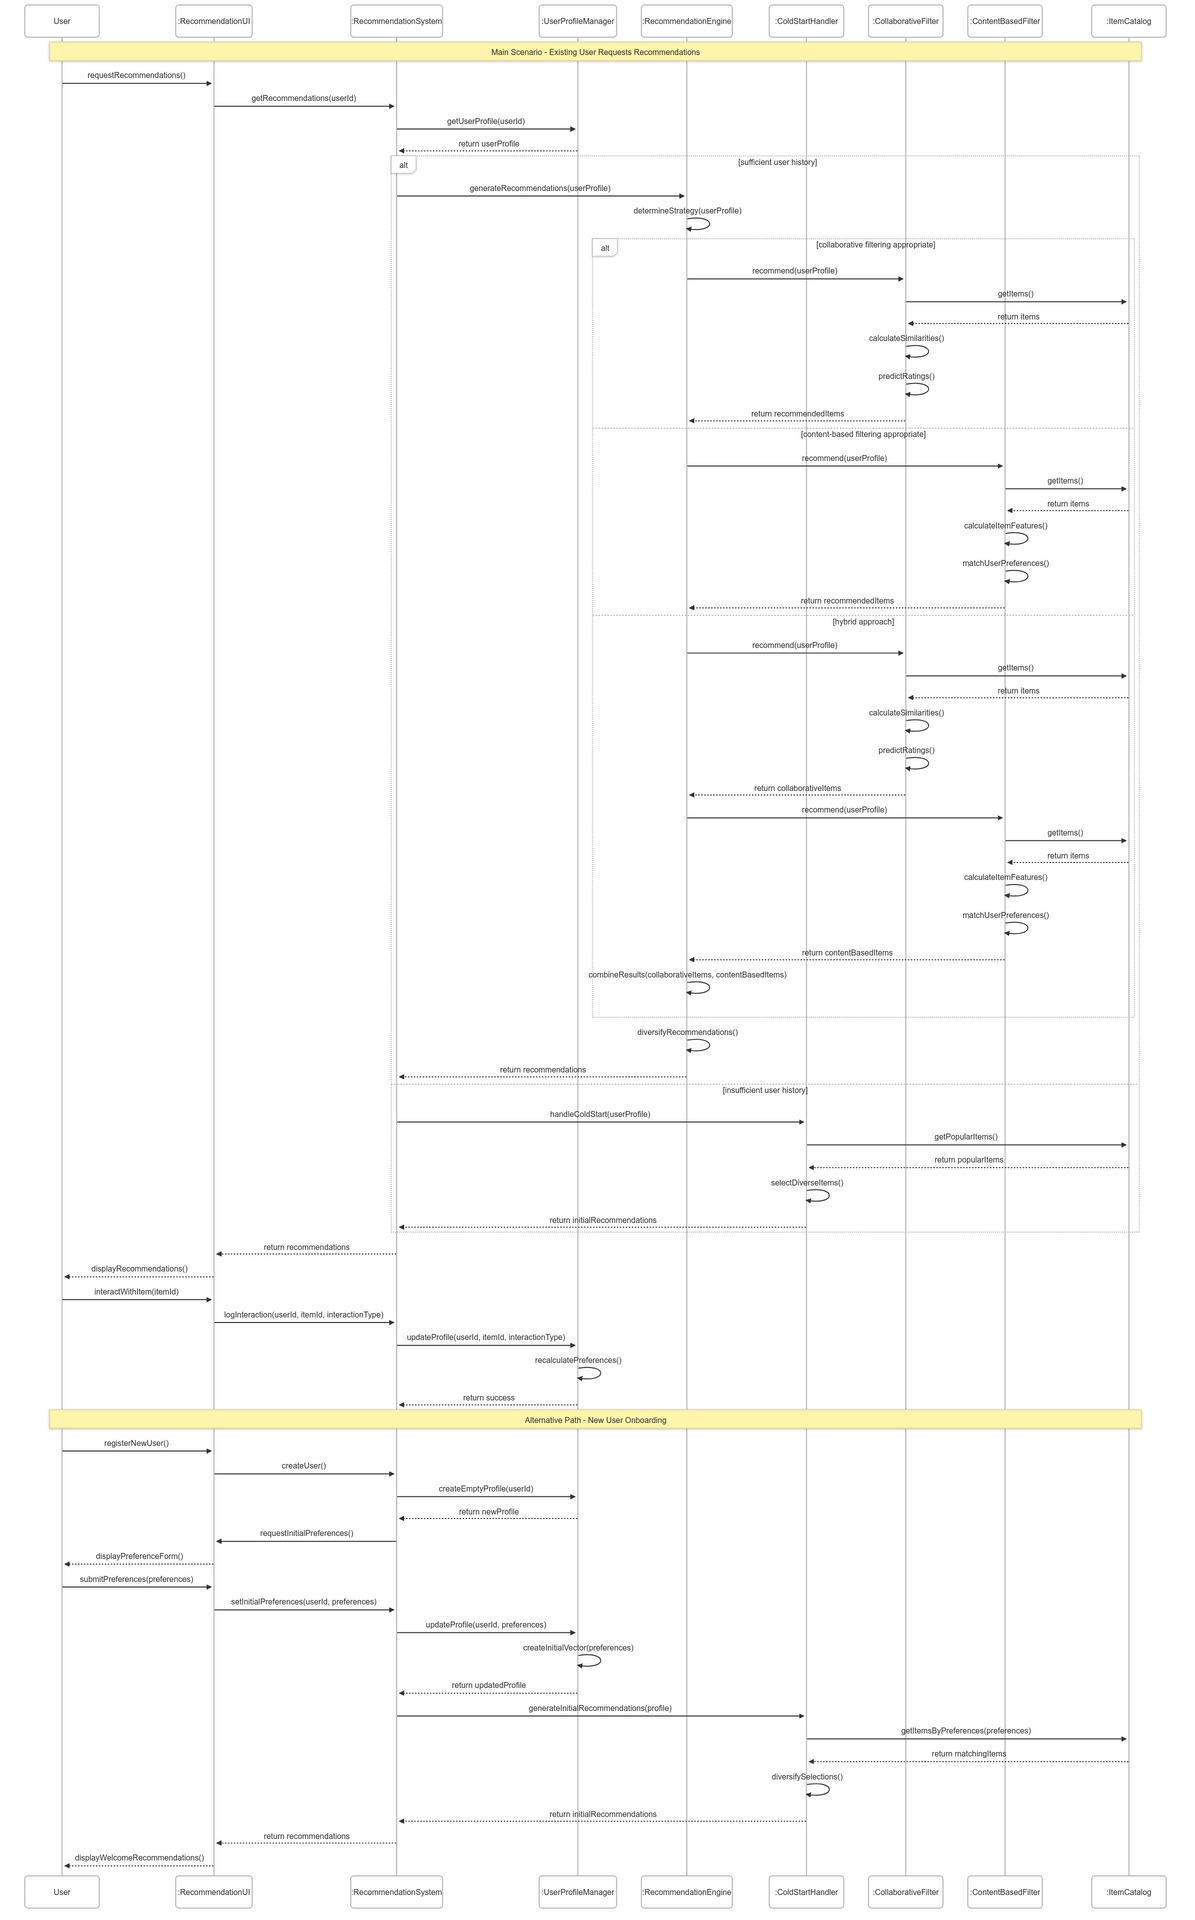 User
:RecommendationUI
:RecommendationSystem
:UserProfileManager
:RecommendationEngine
:ColdStartHandler
:CollaborativeFilter
:ContentBasedFilter
:ItemCatalog
Main Scenario - Existing User Requests Recommendations
requestRecommendations()
getRecommendations(userId)
getUserProfile(userId)
return userProfile
alt
[sufficient user history]
generateRecommendations(userProfile)
determineStrategy(userProfile)
alt
[collaborative filtering appropriate]
recommend(userProfile)
getItems()
return items
calculateSimilarities()
predictRatings()
return recommendedItems
[content-based filtering appropriate]
recommend(userProfile)
getItems()
return items
calculateItemFeatures()
matchUserPreferences()
return recommendedItems
[hybrid approach]
recommend(userProfile)
getItems()
return items
calculateSimilarities()
predictRatings()
return collaborativeItems
recommend(userProfile)
getItems()
return items
calculateItemFeatures()
matchUserPreferences()
return contentBasedItems
combineResults(collaborativeItems, contentBasedItems)
diversifyRecommendations()
return recommendations
[insufficient user history]
handleColdStart(userProfile)
getPopularItems()
return popularItems
selectDiverseItems()
return initialRecommendations
return recommendations
displayRecommendations()
interactWithItem(itemId)
logInteraction(userId, itemId, interactionType)
updateProfile(userId, itemId, interactionType)
recalculatePreferences()
return success
Alternative Path - New User Onboarding
registerNewUser()
createUser()
createEmptyProfile(userId)
return newProfile
requestInitialPreferences()
displayPreferenceForm()
submitPreferences(preferences)
setInitialPreferences(userId, preferences)
updateProfile(userId, preferences)
createInitialVector(preferences)
return updatedProfile
generateInitialRecommendations(profile)
getItemsByPreferences(preferences)
return matchingItems
diversifySelections()
return initialRecommendations
return recommendations
displayWelcomeRecommendations()
User
:RecommendationUI
:RecommendationSystem
:UserProfileManager
:RecommendationEngine
:ColdStartHandler
:CollaborativeFilter
:ContentBasedFilter
:ItemCatalog